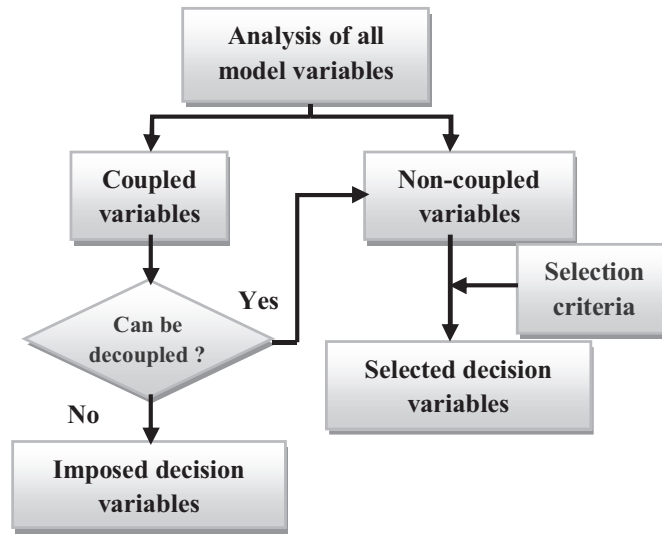 Analysis of all
model variables
Coupled
variables
Non-coupled
variables
Selection
criteria
Yes
Can be
decoupled ?
Selected decision
variables
No
Imposed decision
variables